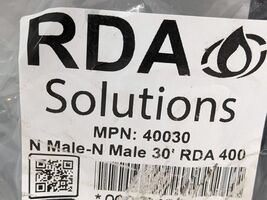 RDA
Solutions
MPN: 40030
N Male-N Male 30' RDA 400